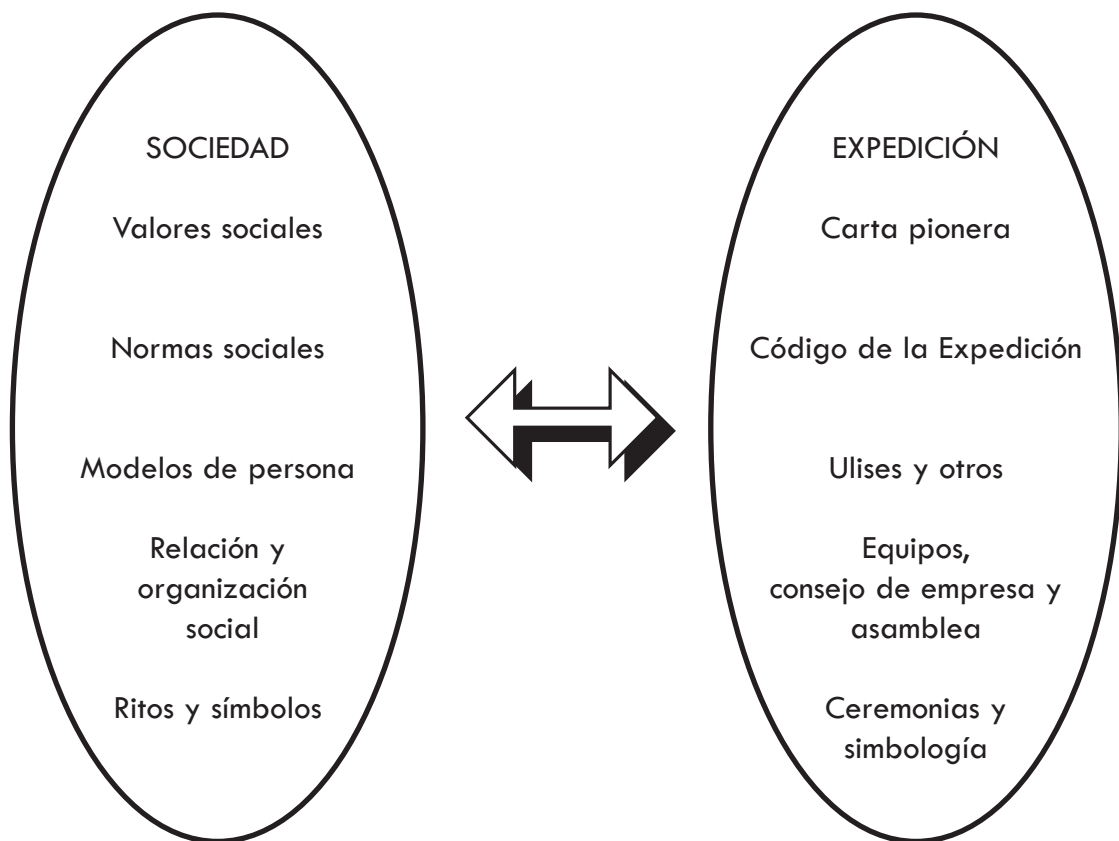 SOCIEDAD
Valores sociales
Normas sociales
Modelos de persona
Relación y
organización
social
Ritos y símbolos
EXPEDICIÓN
Carta pionera
Código de la Expedición
Ulises y otros
Equipos,
consejo de empresa y
asamblea
Ceremonias y
simbología